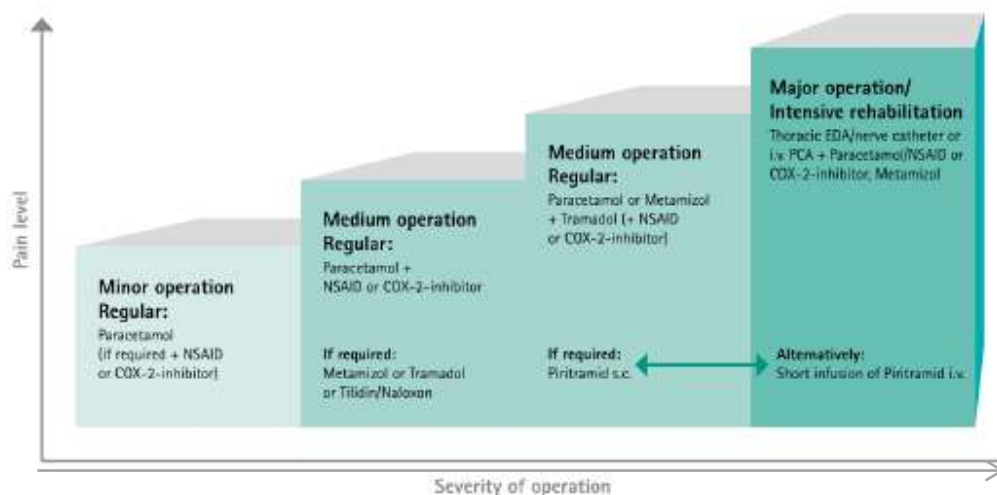 Pain level
Minor operation
Regular:
Paracetamol
(if required + NSAID
or COX-2-inhibitor)
Medium operation
Regular:
Paracetamol +
NSAID or COX-2-inhibitor
If required:
Metamizol or Tramadol
or Tilidin/Naloxon
Medium operation
Regular:
Paracetamol or Metamizol
+ Tramadol (+ NSAID
or COX-2-inhibitor)
If required:
Piritramid s.c.
Major operation/
Intensive rehabilitation
Thoracic EDA/nerve catheter or
i.v. PCA + Paracetamol/NSAID or
COX-2-inhibitor, Metamizol
Alternatively:
Short infusion of Piritramid i.v.
Severity of operation